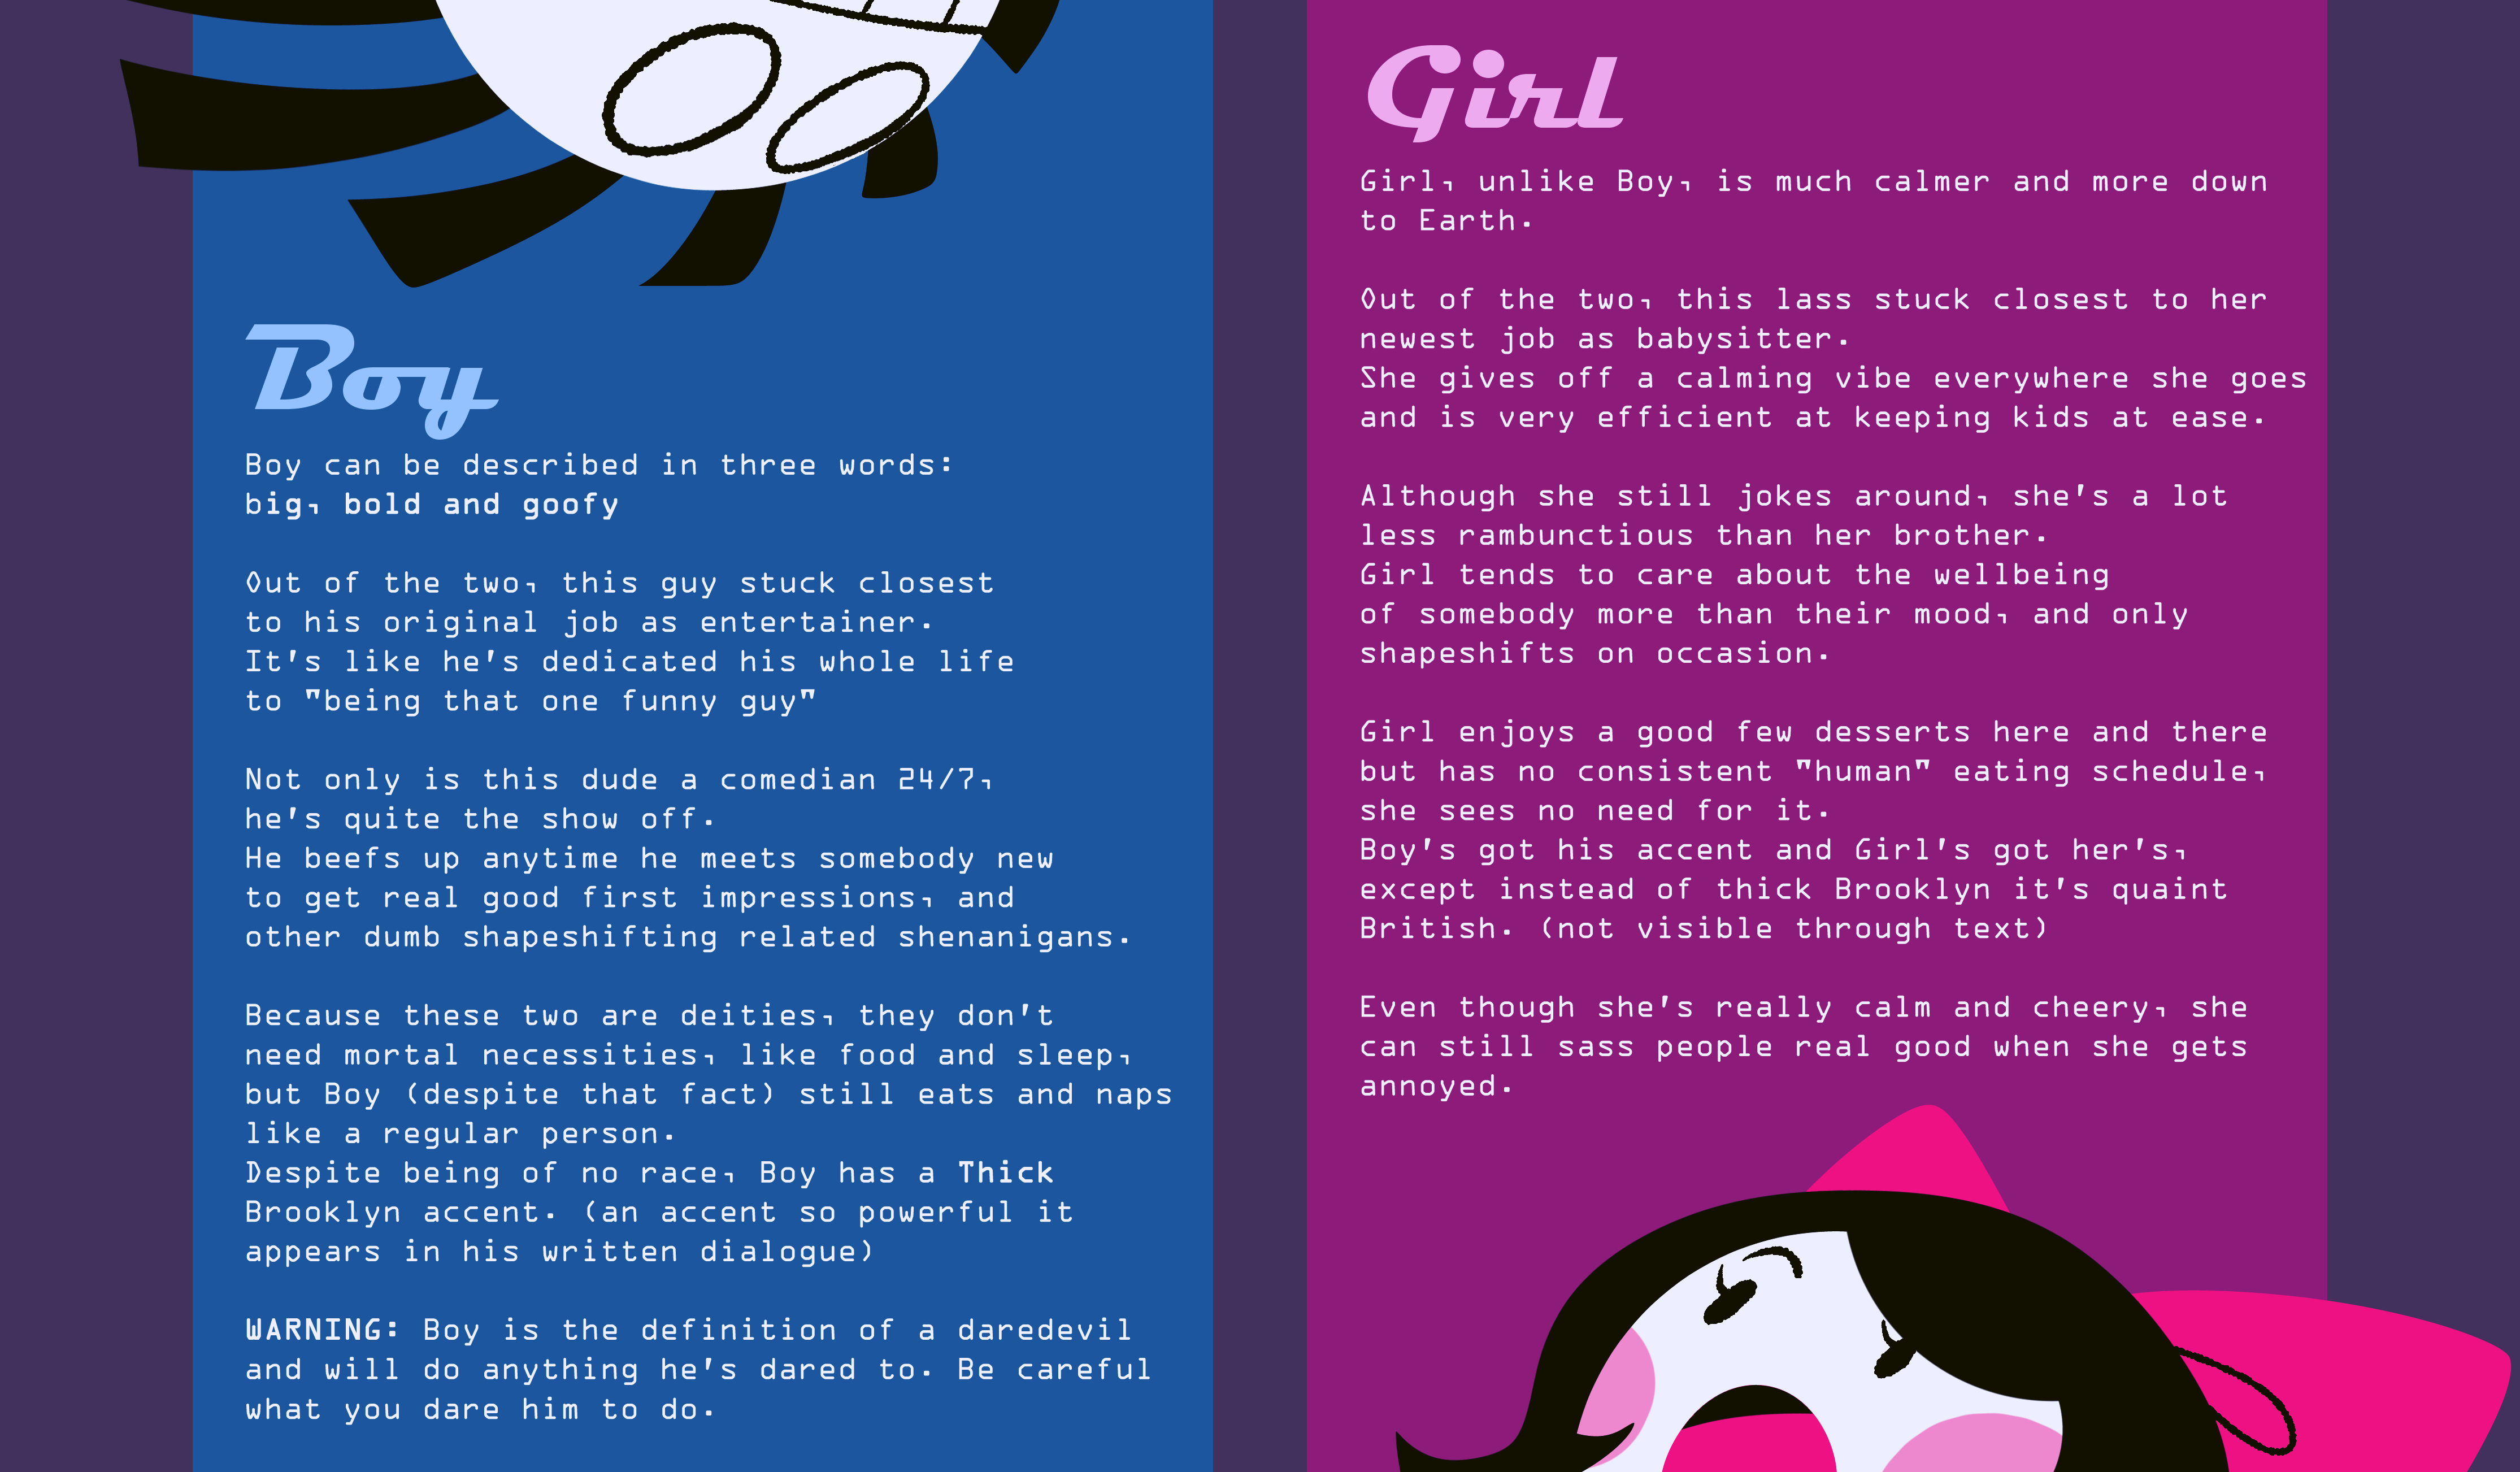 Boy
Boy can be described in three words:
big, bold and goofy
Out of the two, this guy stuck closest
to his original job as entertainer.
It's like he's dedicated his whole life
to "being that one funny guy"
Not only is this dude a comedian 24/7,
he's quite the show off.
He beefs up anytime he meets somebody new
to get real good first impressions, and
other dumb shapeshifting related shenanigans.
Because these two are deities, they don't
need mortal necessities, like food and sleep,
but Boy (despite that fact) still eats and naps
like a regular person.
Despite being of no race, Boy has a Thick
Brooklyn accent. (an accent so powerful it
appears in his written dialogue)
WARNING: Boy is the definition of a daredevil
and will do anything he's dared to. Be careful
what you dare him to do.
Girl
Girl, unlike Boy, is much calmer and more down
to Earth.
Out of the two, this lass stuck closest to her
newest job as babysitter.
She gives off a calming vibe everywhere she goes
and is very efficient at keeping kids at ease.
Although she still jokes around, she's a lot
less rambunctious than her brother.
Girl tends to care about the wellbeing
of somebody more than their mood, and only
shapeshifts on occasion.
Girl enjoys a good few desserts here and there
but has no consistent "human" eating schedule,
she sees no need for it.
Boy's got his accent and Girl's got her's,
except instead of thick Brooklyn it's quaint
British. (not visible through text)
Even though she's really calm and cheery, she
can still sass people real good when she gets
annoyed.